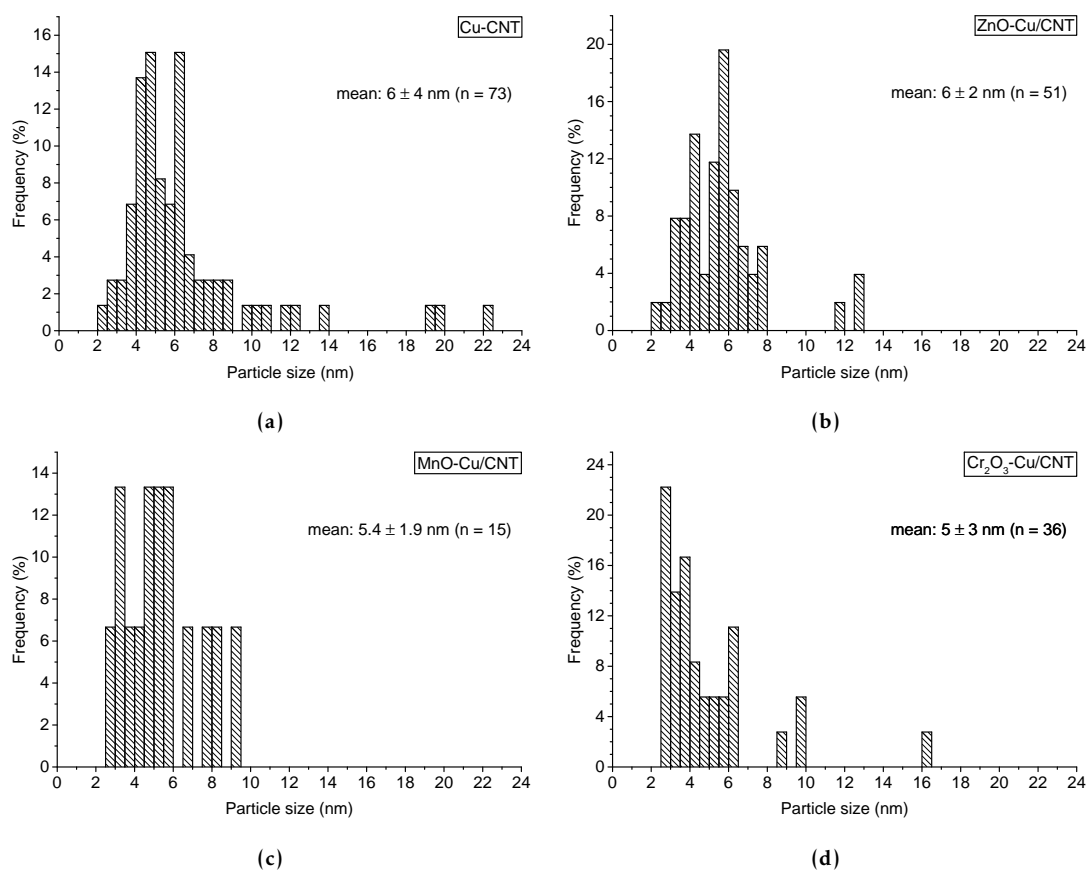 Cu-CNT
mean: 6 ± 4 nm (n = 73)
Frequency (%)
16
14
12
10
8
6
4
2
0
0 2 4 6 8 10 12 14 16 18 20 22 24
Particle size (nm)
(a)
ZnO-Cu/CNT
mean: 6 ± 2 nm (n = 51)
Frequency (%)
20
16
12
8
4
0
0 2 4 6 8 10 12 14 16 18 20 22 24
Particle size (nm)
(b)
MnO-Cu/CNT
mean: 5.4 ± 1.9 nm (n = 15)
Frequency (%)
14
12
10
8
6
4
2
0
0 2 4 6 8 10 12 14 16 18 20 22 24
Particle size (nm)
(c)
Cr₂O₃-Cu/CNT
mean: 5 ± 3 nm (n = 36)
Frequency (%)
24
20
16
12
8
4
0
0 2 4 6 8 10 12 14 16 18 20 22 24
Particle size (nm)
(d)